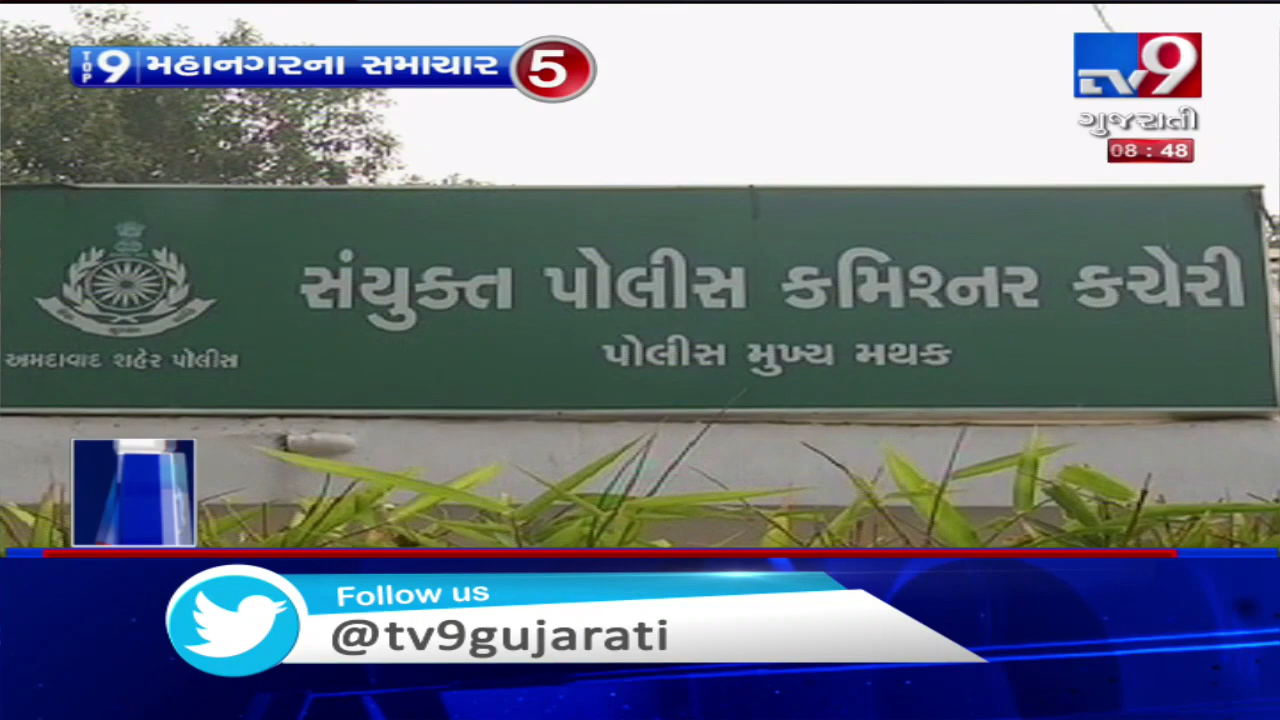 TOP 9 મહાનગરના સમાચાર 5
TV9
ગુજરાતી
08 : 48
સંયુક્ત પોલીસ કમિશ્નર કચેરી
પોલીસ મુખ્ય મથક
અમદાવાદ શહેર પોલીસ
Follow us
@tv9gujarati